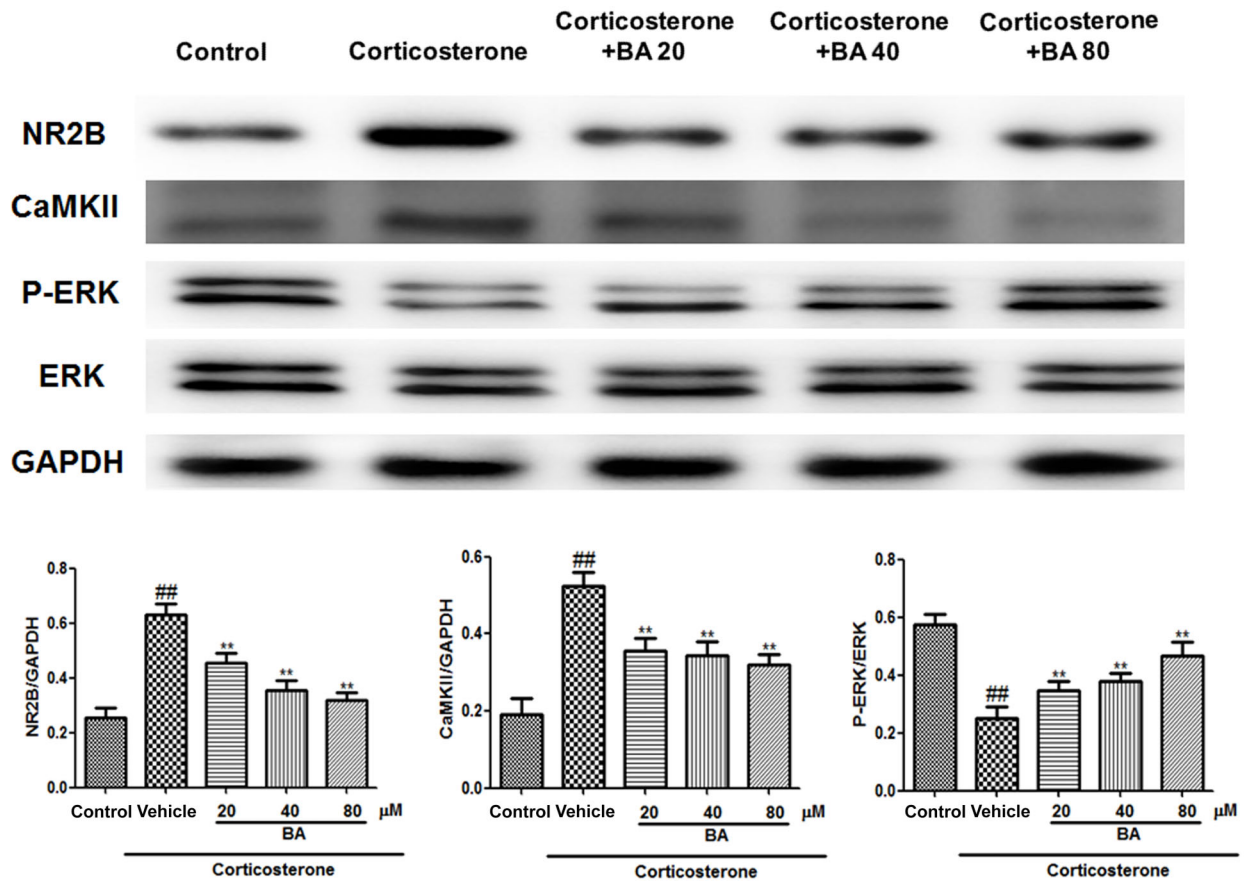 Control Corticosterone Corticosterone Corticosterone Corticosterone
+BA 20 +BA 40 +BA 80
NR2B
CaMKII
P-ERK
ERK
GAPDH
NR2B/GAPDH
0.8
0.6
0.4
0.2
0.0
##
**
**
**
Control Vehicle 20 40 80 μM
BA
Corticosterone
CaMKII/GAPDH
0.6
0.4
0.2
0.0
##
**
**
**
Control Vehicle 20 40 80 μM
BA
Corticosterone
P-ERK/ERK
0.8
0.6
0.4
0.2
0.0
##
**
**
**
Control Vehicle 20 40 80 μM
BA
Corticosterone